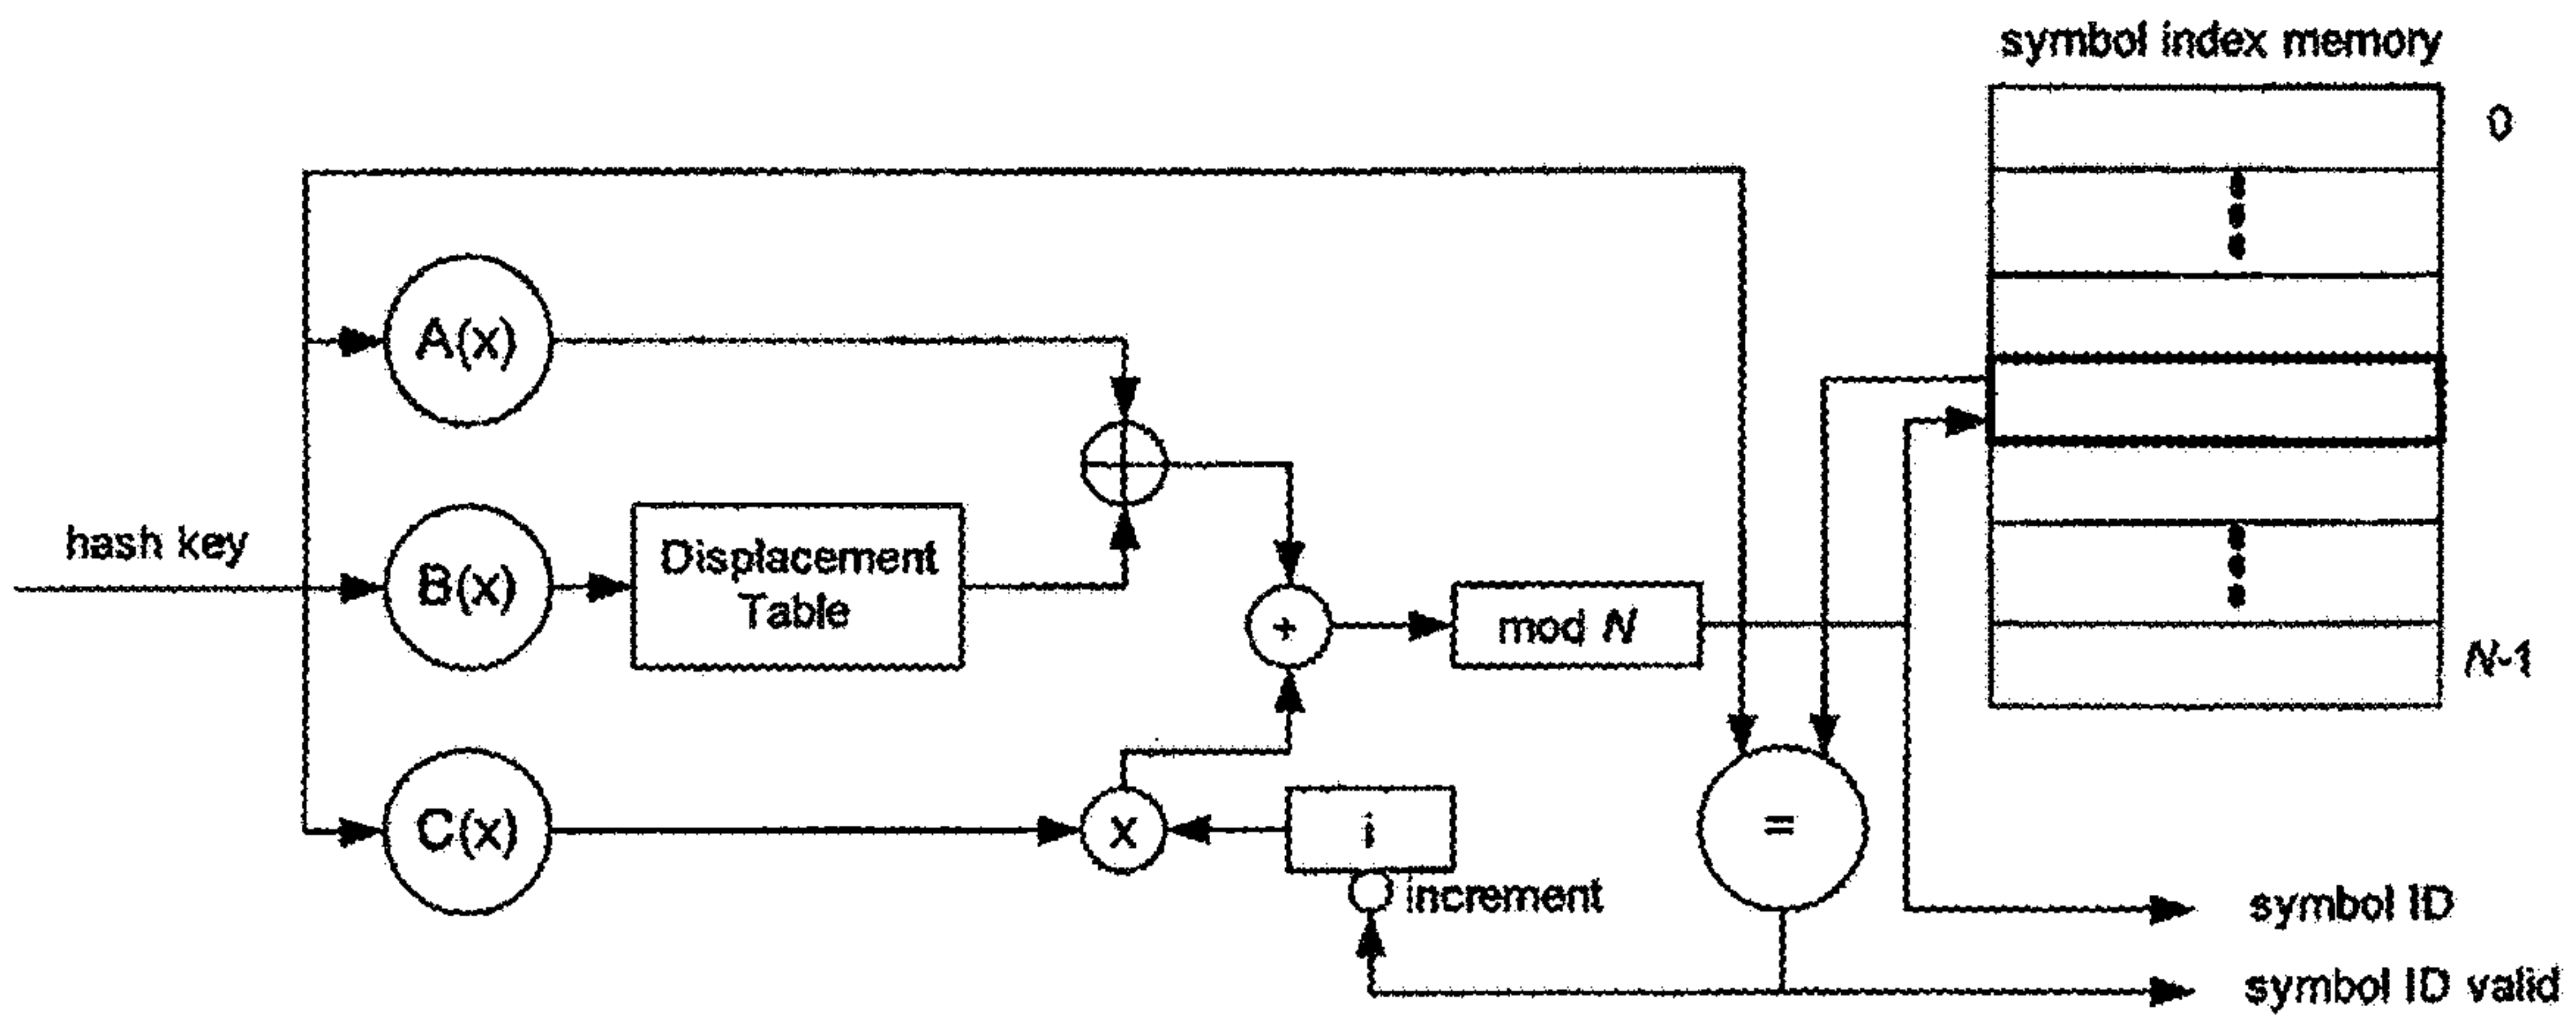 symbol index memory
0
A(x)
hash key
B(x)
Displacement
Table
+
mod N
N-1
C(x)
x
i
=
increment
symbol ID
symbol ID valid